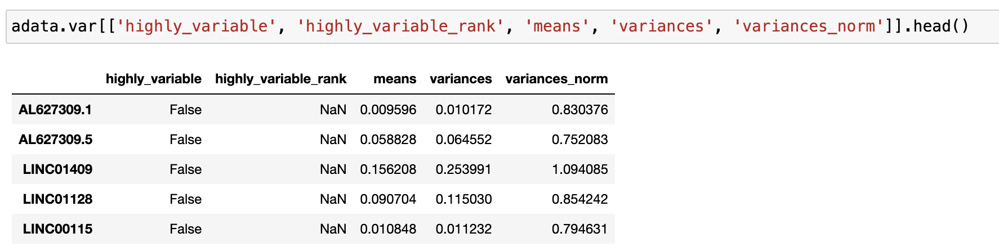 adata.var[['highly_variable', 'highly_variable_rank', 'means', 'variances', 'variances_norm']].head()
highly_variable highly_variable_rank means variances variances_norm
AL627309.1 False NaN 0.009596 0.010172 0.830376
AL627309.5 False NaN 0.058828 0.064552 0.752083
LINC01409 False NaN 0.156208 0.253991 1.094085
LINC01128 False NaN 0.090704 0.115030 0.854242
LINC00115 False NaN 0.010848 0.011232 0.794631